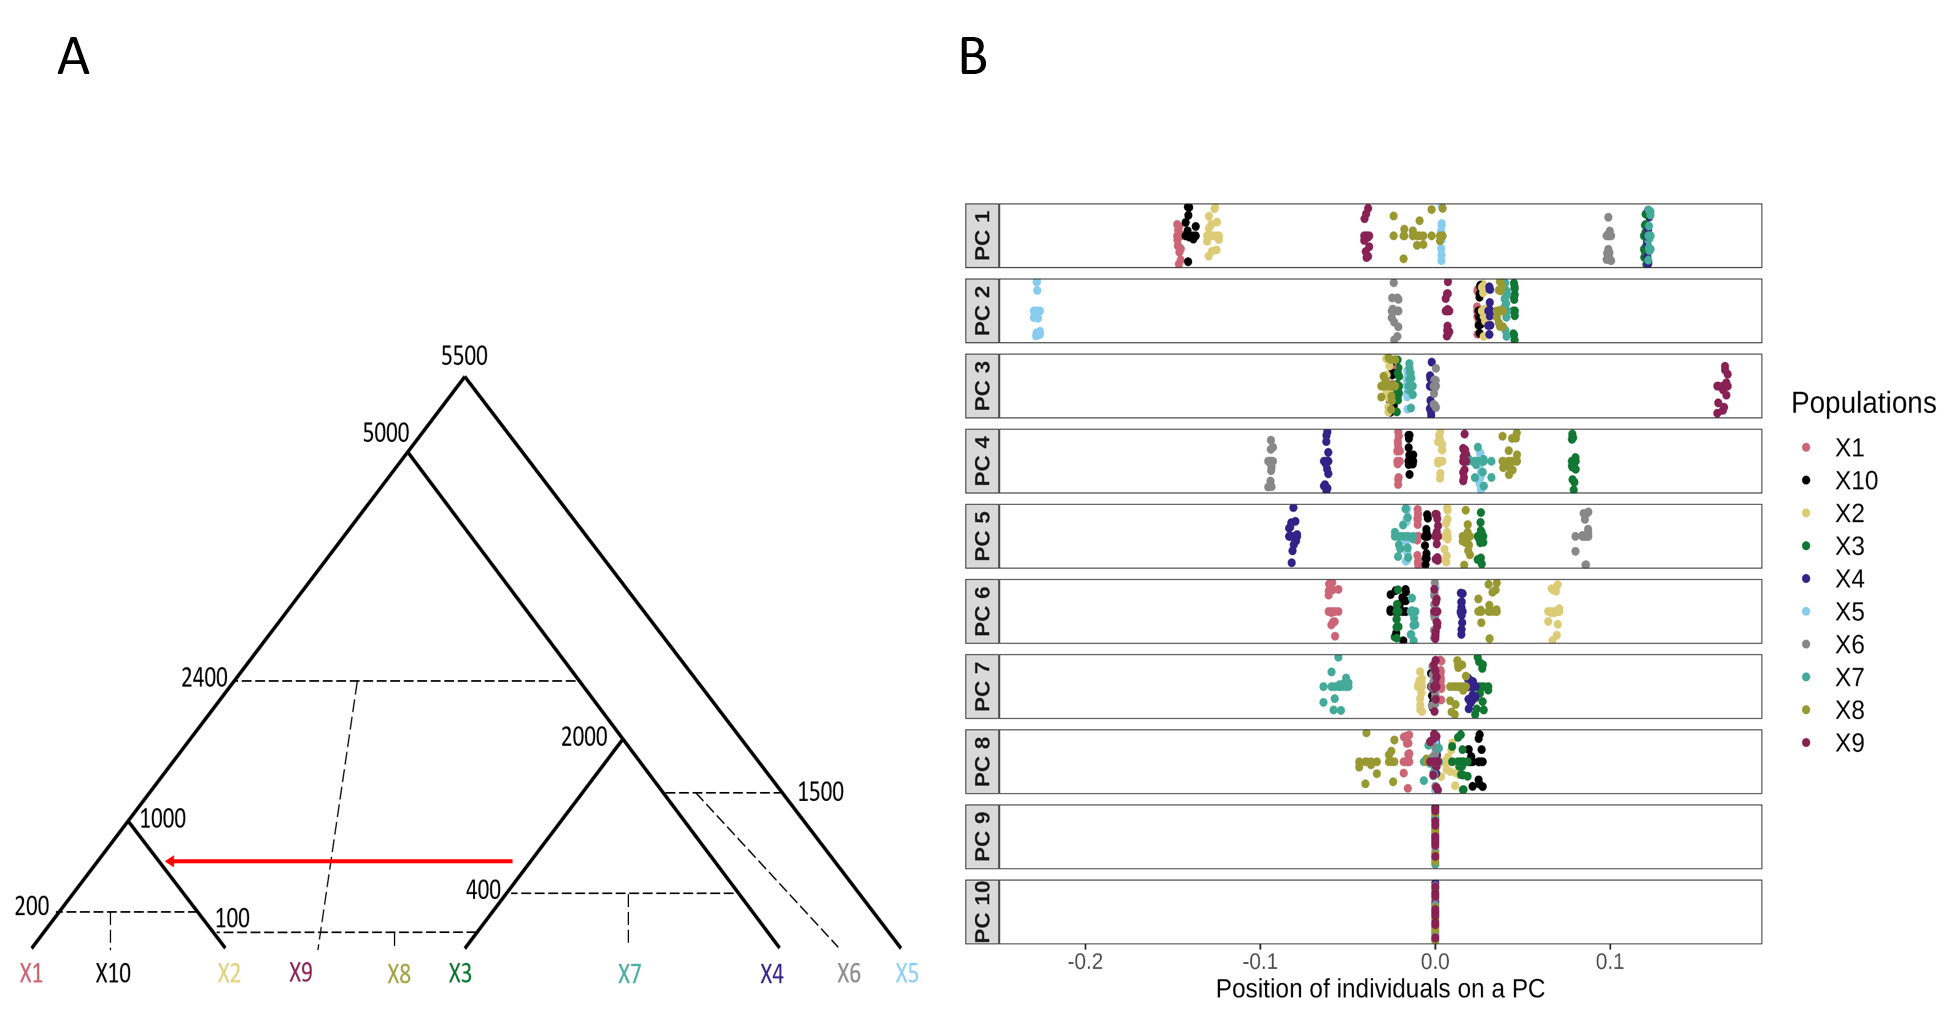 A
B
5500
5000
2400
2000
1500
1000
400
200
100
X1 X10 X2 X9 X8 X3 X7 X4 X6 X5
PC 1
PC 2
PC 3
PC 4
PC 5
PC 6
PC 7
PC 8
PC 9
PC 10
-0.2 -0.1 0.0 0.1
Position of individuals on a PC
Populations
X1
X10
X2
X3
X4
X5
X6
X7
X8
X9